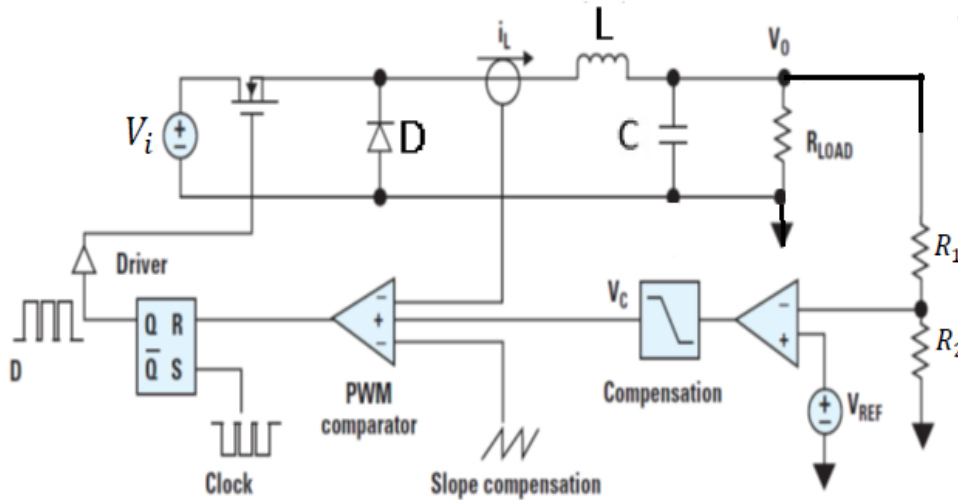 L
i_L
V_0
V_i
+
−
D
C
R_LOAD
Driver
R_1
V_C
−
+
−
−
+
Q R
Q̅ S
D
R_2
PWM
comparator
Compensation
+
−
V_REF
Clock
Slope compensation